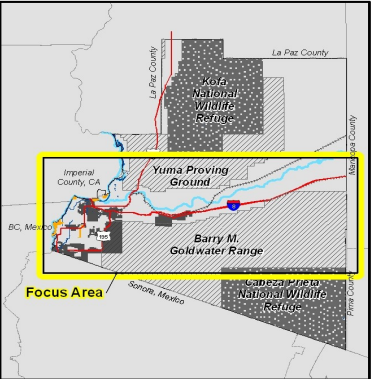 La Paz County
La Paz County
Kofa
National
Wildlife
Refuge
Maricopa County
Imperial
County, CA
Yuma Proving
Ground
8
BC, Mexico
195
Barry M.
Goldwater Range
Focus Area
Sonora, Mexico
Cabeza Prieta
National Wildlife
Refuge
Pima County